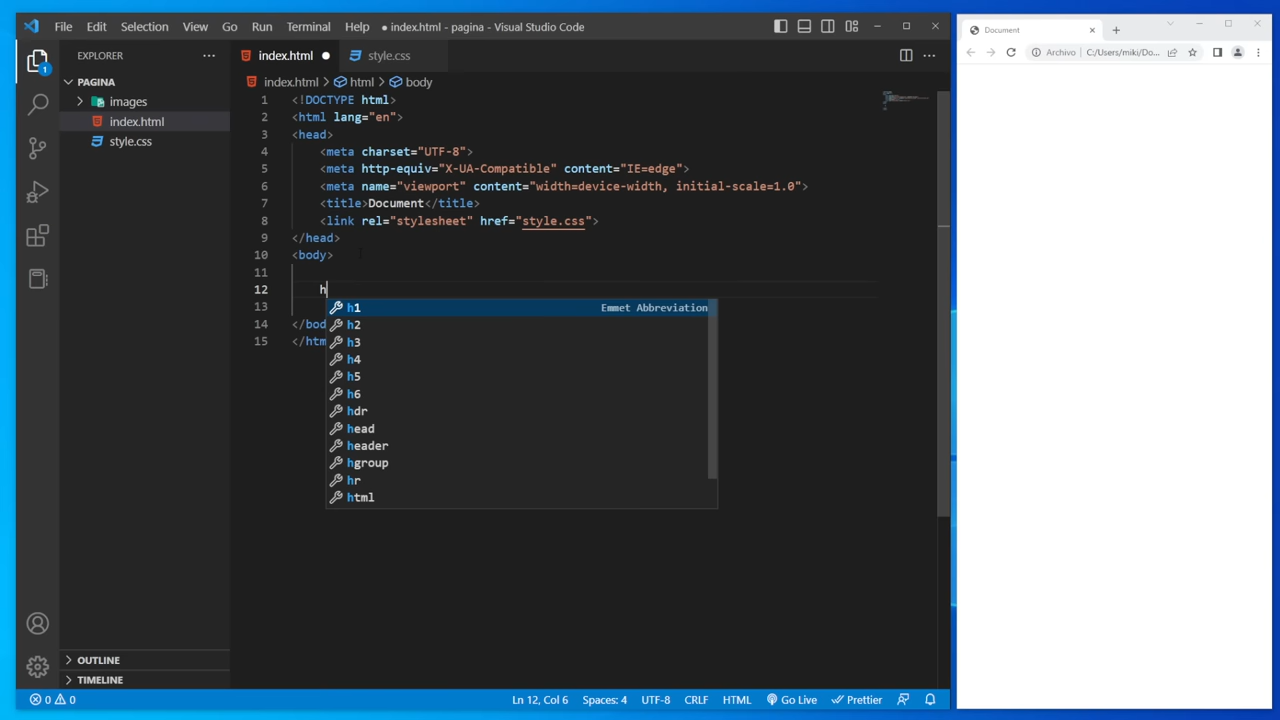 File Edit Selection View Go Run Terminal Help ● index.html - pagina - Visual Studio Code
EXPLORER
PAGINA
images
index.html
style.css
OUTLINE
TIMELINE
1
index.html ●
style.css
index.html > html > body
1 <!DOCTYPE html>
2 <html lang="en">
3 <head>
4 <meta charset="UTF-8">
5 <meta http-equiv="X-UA-Compatible" content="IE=edge">
6 <meta name="viewport" content="width=device-width, initial-scale=1.0">
7 <title>Document</title>
8 <link rel="stylesheet" href="style.css">
9 </head>
10 <body>
11
12 h
13
14 </bod
15 </htm
h1 Emmet Abbreviation
h2
h3
h4
h5
h6
hdr
head
header
hgroup
hr
html
0 0 Ln 12, Col 6 Spaces: 4 UTF-8 CRLF HTML Go Live Prettier
Document
Archivo | C:/Users/miki/Do...